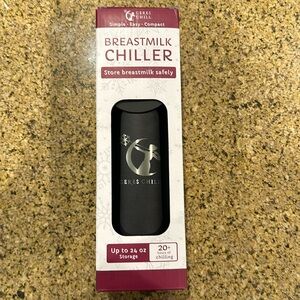 CERES
CHILL
Simple · Easy · Compact
BREASTMILK
CHILLER
Store breastmilk safely
CERES CHILL
Up to 24 oz
Storage
20+
hours of
chilling